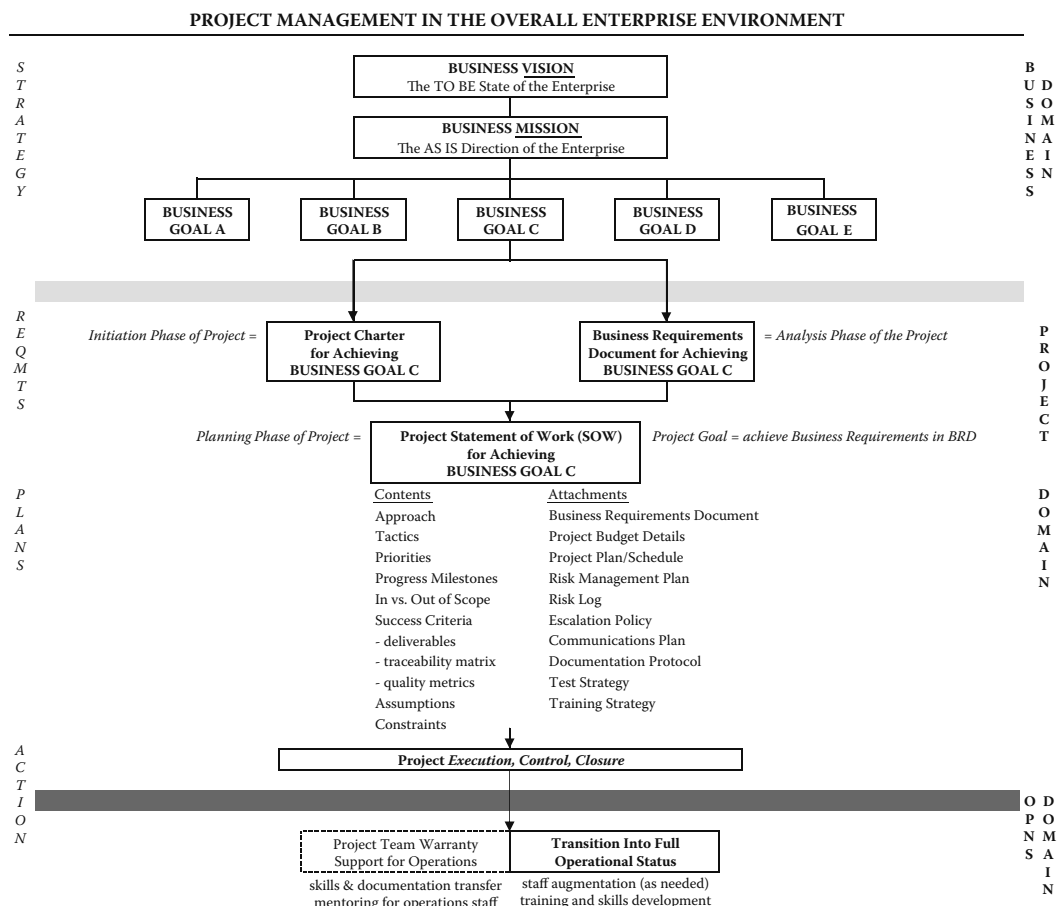 PROJECT MANAGEMENT IN THE OVERALL ENTERPRISE ENVIRONMENT
STRATEGY
BUSINESS DOMAIN
BUSINESS VISION
The TO BE State of the Enterprise
BUSINESS MISSION
The AS IS Direction of the Enterprise
BUSINESS
GOAL A
BUSINESS
GOAL B
BUSINESS
GOAL C
BUSINESS
GOAL D
BUSINESS
GOAL E
REQMTS
PROJECT DOMAIN
Initiation Phase of Project =
Project Charter
for Achieving
BUSINESS GOAL C
Business Requirements
Document for Achieving
BUSINESS GOAL C
= Analysis Phase of the Project
Planning Phase of Project =
Project Statement of Work (SOW)
for Achieving
BUSINESS GOAL C
Project Goal = achieve Business Requirements in BRD
PLANS
Contents
Approach
Tactics
Priorities
Progress Milestones
In vs. Out of Scope
Success Criteria
- deliverables
- traceability matrix
- quality metrics
Assumptions
Constraints
Attachments
Business Requirements Document
Project Budget Details
Project Plan/Schedule
Risk Management Plan
Risk Log
Escalation Policy
Communications Plan
Documentation Protocol
Test Strategy
Training Strategy
ACTION
Project Execution, Control, Closure
OPNS DOMAIN
Project Team Warranty
Support for Operations
skills & documentation transfer
mentoring for operations staff
Transition Into Full
Operational Status
staff augmentation (as needed)
training and skills development